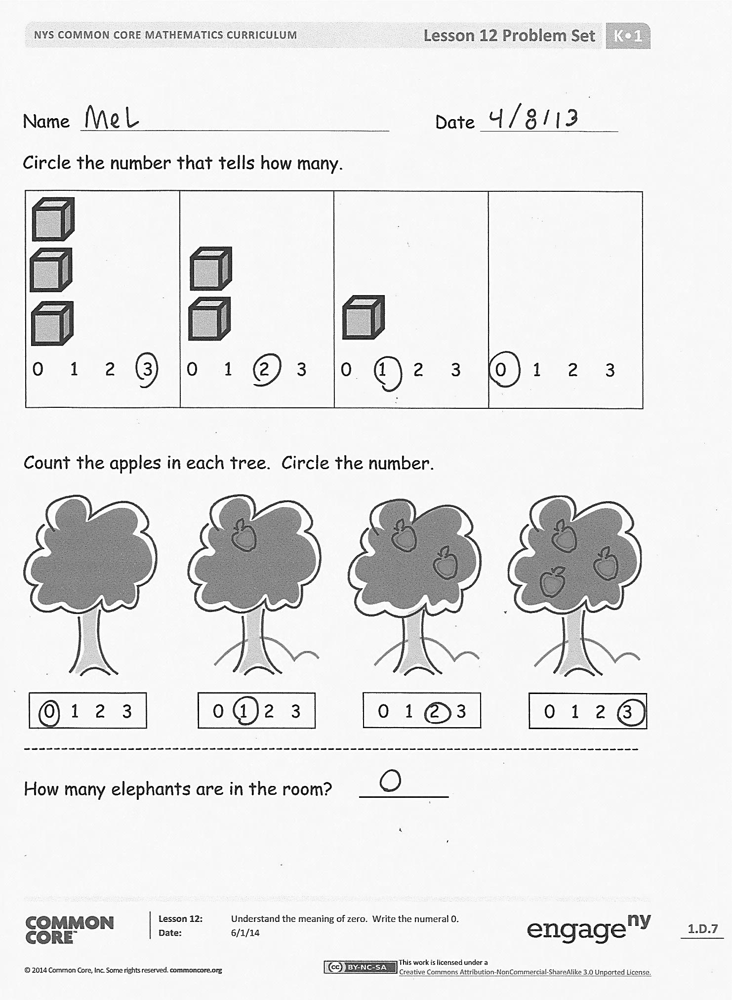 NYS COMMON CORE MATHEMATICS CURRICULUM Lesson 12 Problem Set K•1
Name MeL Date 4/8/13
Circle the number that tells how many.
0 1 2 3 0 1 2 3 0 1 2 3 0 1 2 3
Count the apples in each tree. Circle the number.
0 1 2 3 0 1 2 3 0 1 2 3 0 1 2 3
How many elephants are in the room? 0
COMMON CORE™
Lesson 12: Understand the meaning of zero. Write the numeral 0.
Date: 6/1/14
engageny
1.D.7
© 2014 Common Core, Inc. Some rights reserved. commoncore.org
cc BY-NC-SA
This work is licensed under a
Creative Commons Attribution-NonCommercial-ShareAlike 3.0 Unported License.